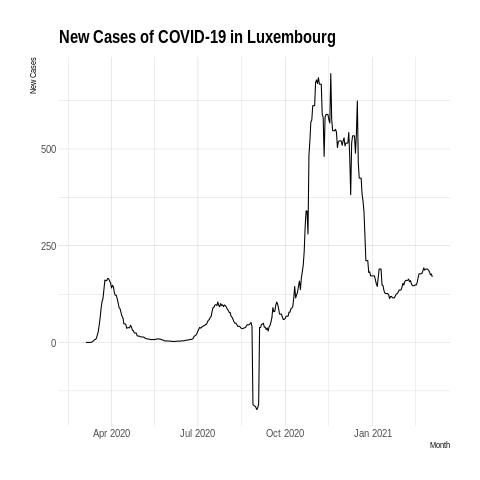 New Cases of COVID-19 in Luxembourg
New Cases
500
250
0
Apr 2020
Jul 2020
Oct 2020
Jan 2021
Month